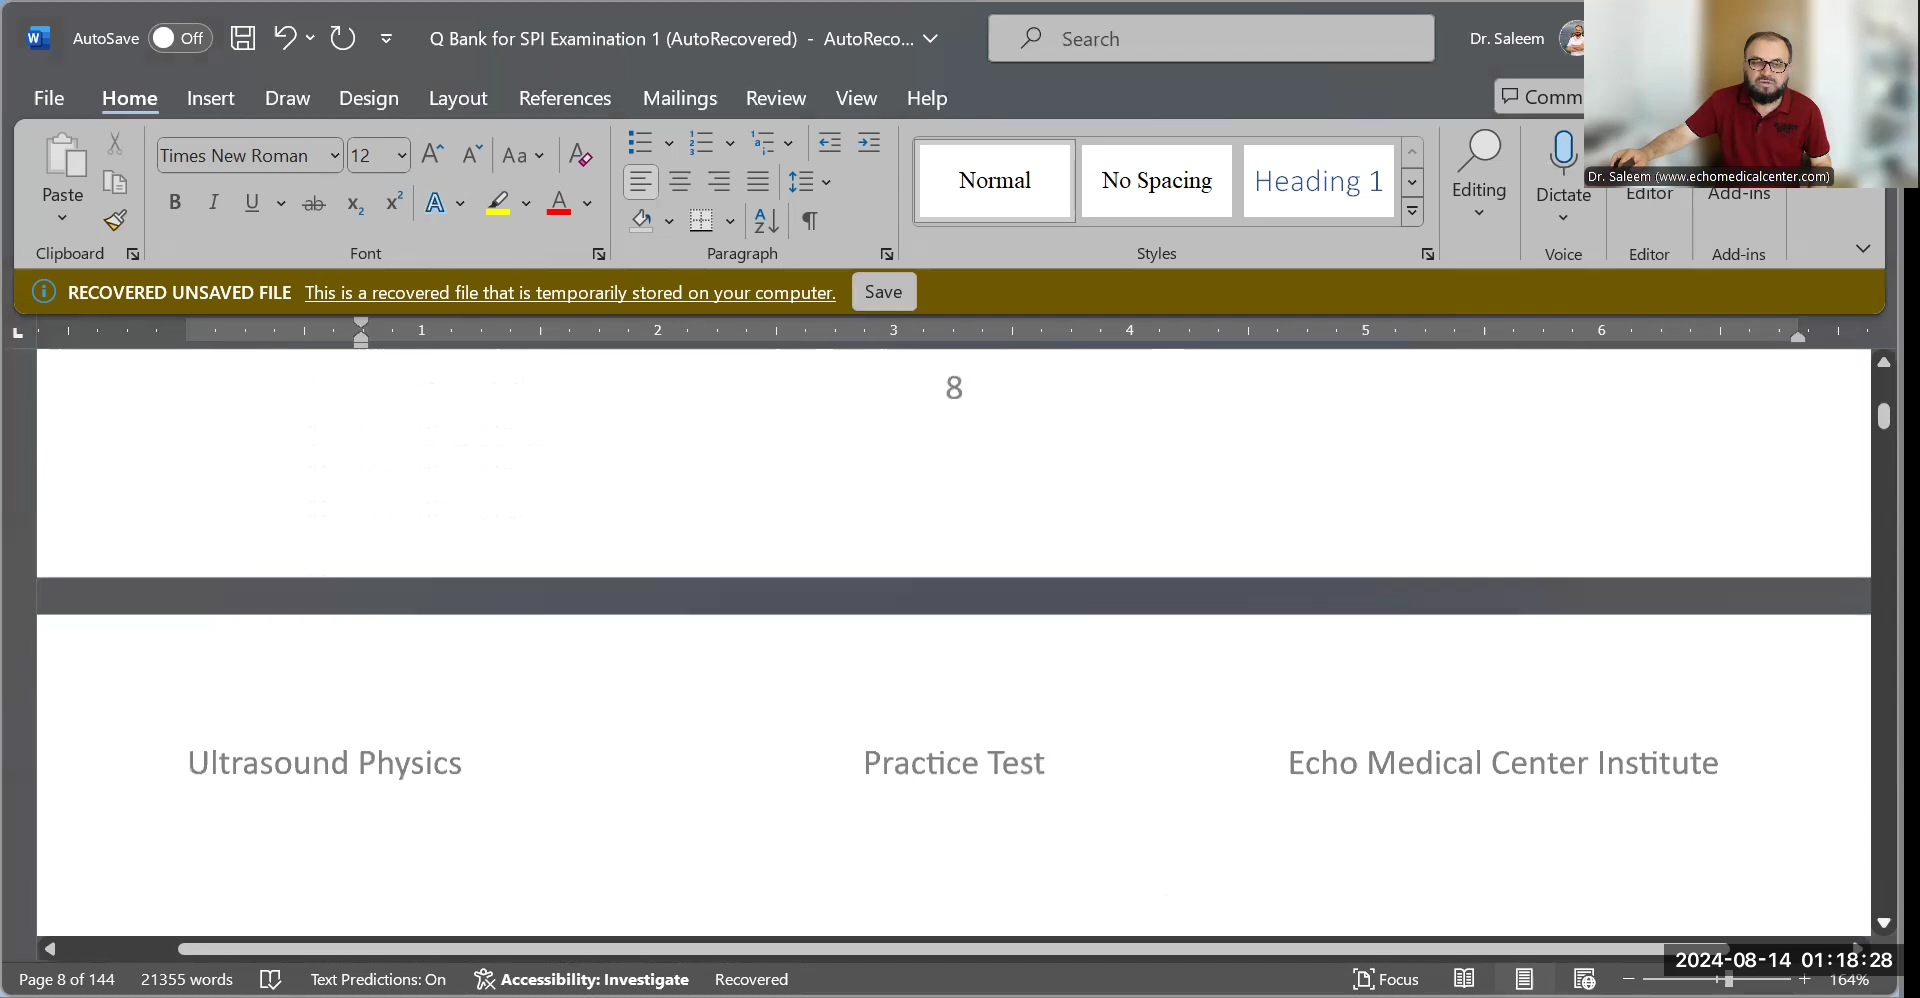 AutoSave Off Q Bank for SPI Examination 1 (AutoRecovered) - AutoReco... Search Dr. Saleem
File Home Insert Draw Design Layout References Mailings Review View Help Comm
Times New Roman 12 Aa
Paste
B I U ab x2 x2 A A
Normal No Spacing Heading 1
Editing Dictate Editor Add-ins
Dr. Saleem (www.echomedicalcenter.com)
Clipboard Font Paragraph Styles Voice Editor Add-ins
RECOVERED UNSAVED FILE This is a recovered file that is temporarily stored on your computer. Save
1 2 3 4 5 6
8
Ultrasound Physics Practice Test Echo Medical Center Institute
2024-08-14 01:18:28
Page 8 of 144 21355 words Text Predictions: On Accessibility: Investigate Recovered Focus 164%